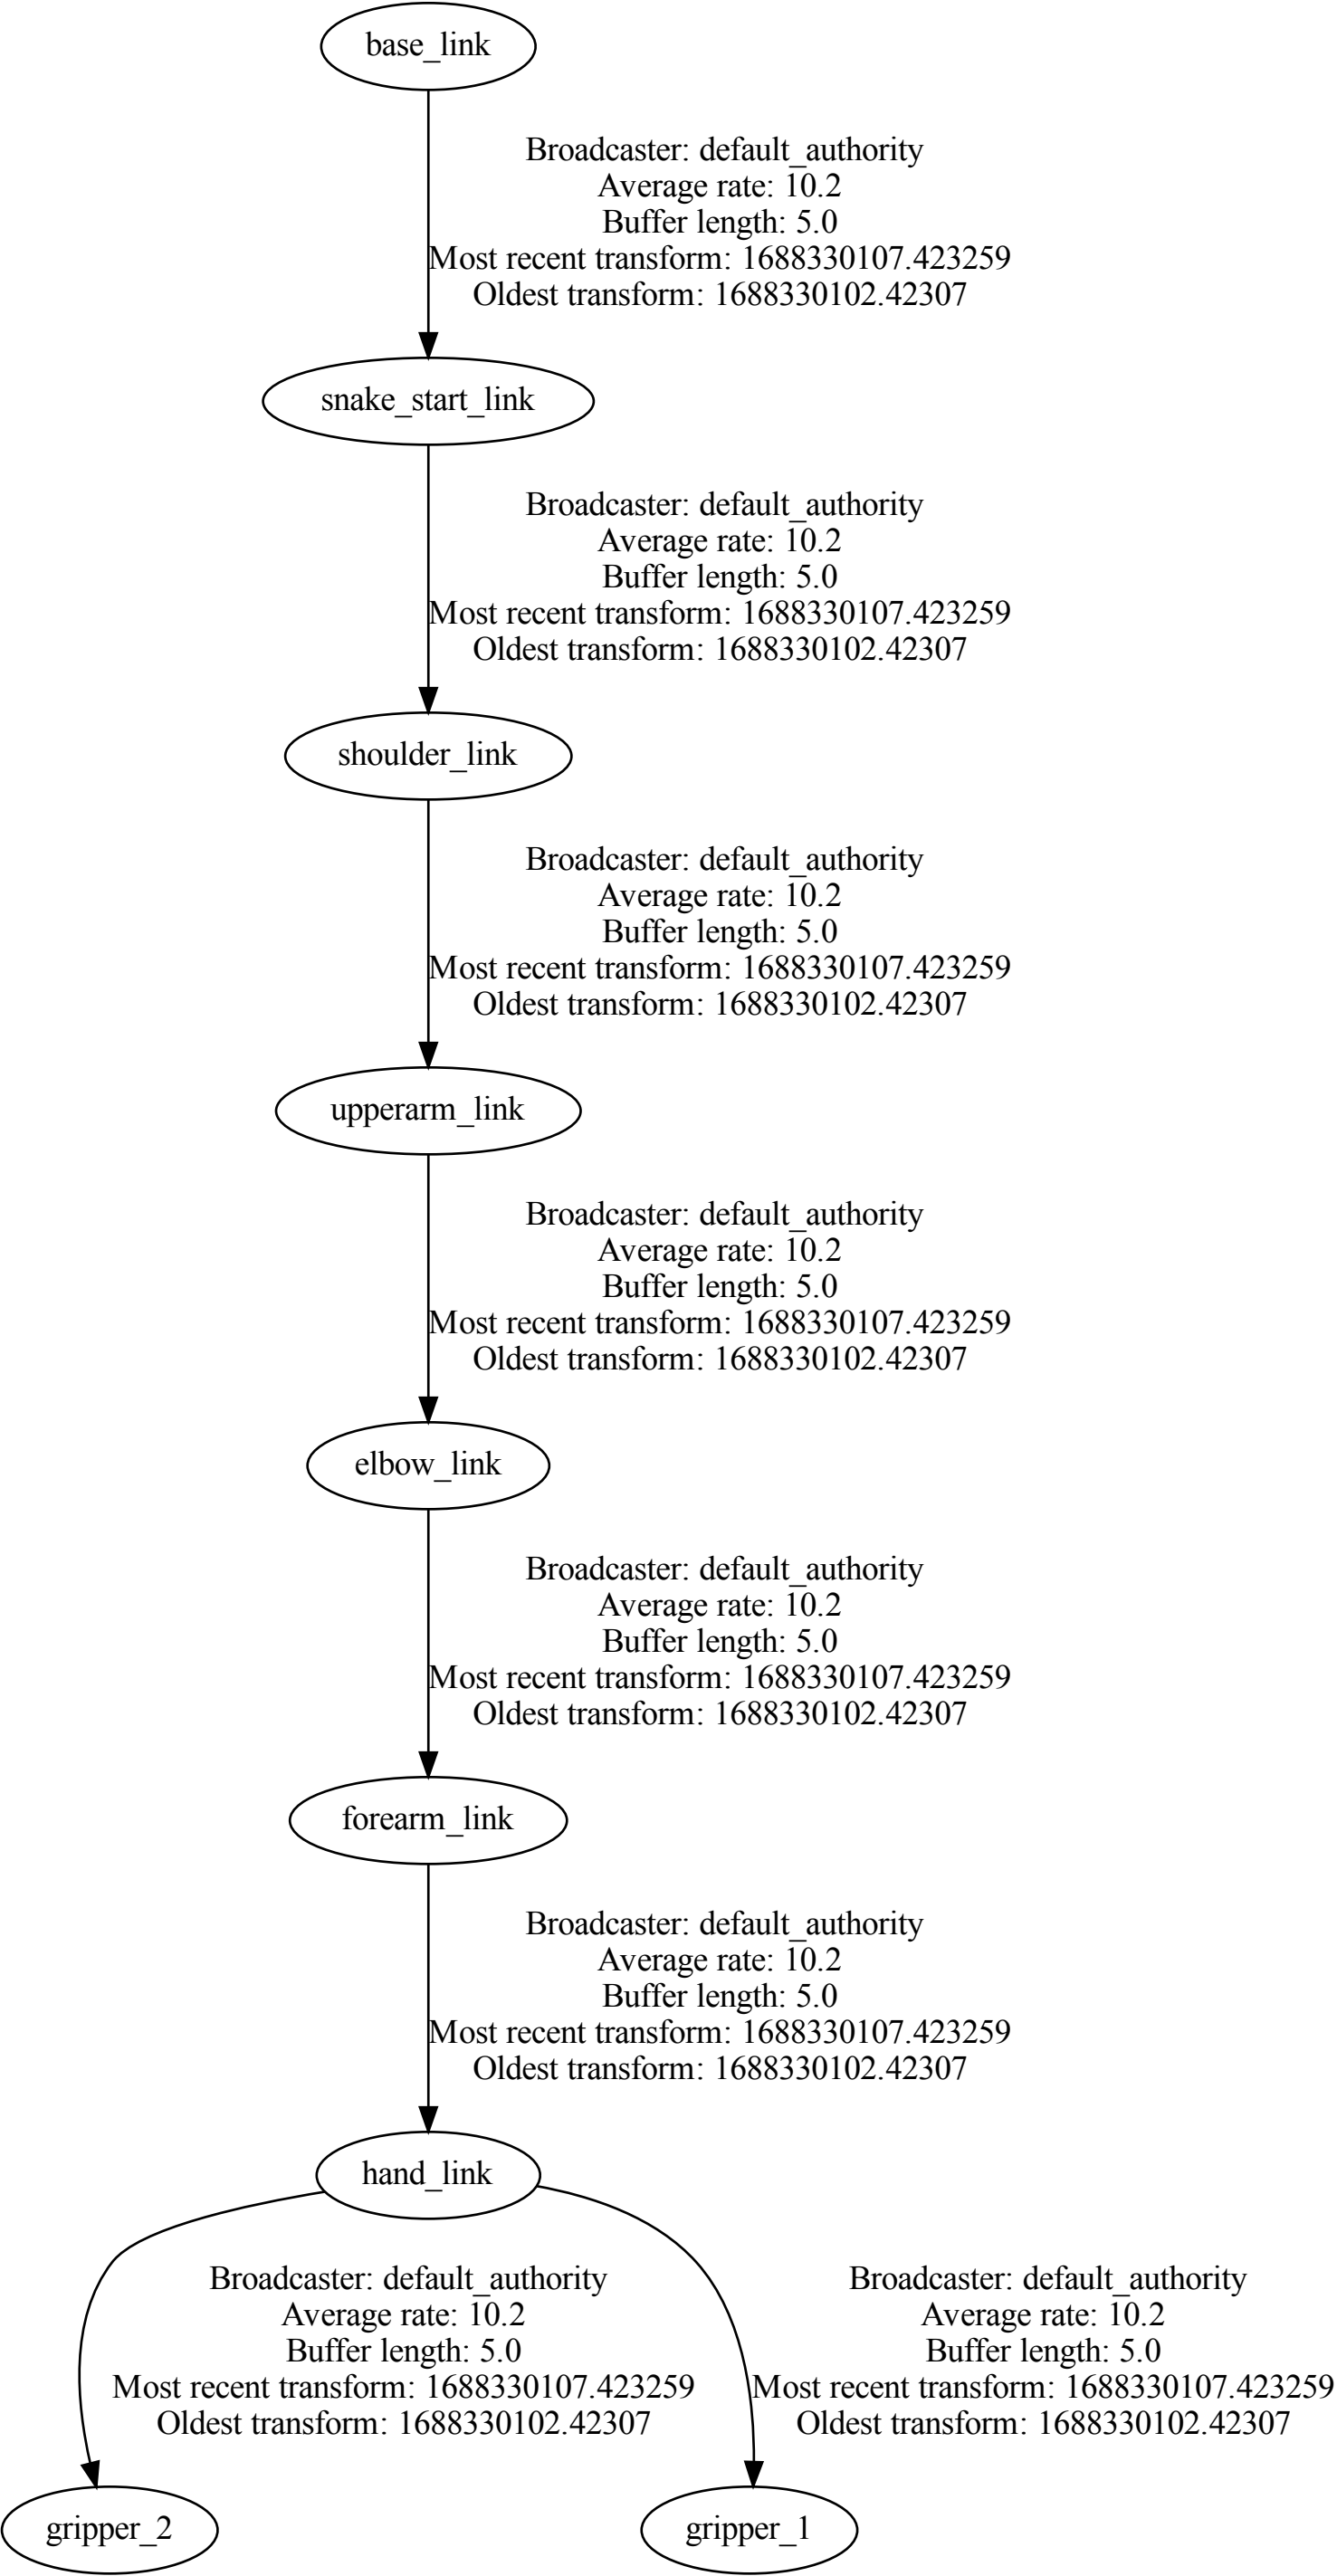 base_link
Broadcaster: default_authority
Average rate: 10.2
Buffer length: 5.0
Most recent transform: 1688330107.423259
Oldest transform: 1688330102.42307
snake_start_link
Broadcaster: default_authority
Average rate: 10.2
Buffer length: 5.0
Most recent transform: 1688330107.423259
Oldest transform: 1688330102.42307
shoulder_link
Broadcaster: default_authority
Average rate: 10.2
Buffer length: 5.0
Most recent transform: 1688330107.423259
Oldest transform: 1688330102.42307
upperarm_link
Broadcaster: default_authority
Average rate: 10.2
Buffer length: 5.0
Most recent transform: 1688330107.423259
Oldest transform: 1688330102.42307
elbow_link
Broadcaster: default_authority
Average rate: 10.2
Buffer length: 5.0
Most recent transform: 1688330107.423259
Oldest transform: 1688330102.42307
forearm_link
Broadcaster: default_authority
Average rate: 10.2
Buffer length: 5.0
Most recent transform: 1688330107.423259
Oldest transform: 1688330102.42307
hand_link
Broadcaster: default_authority
Average rate: 10.2
Buffer length: 5.0
Most recent transform: 1688330107.423259
Oldest transform: 1688330102.42307
Broadcaster: default_authority
Average rate: 10.2
Buffer length: 5.0
Most recent transform: 1688330107.423259
Oldest transform: 1688330102.42307
gripper_2
gripper_1